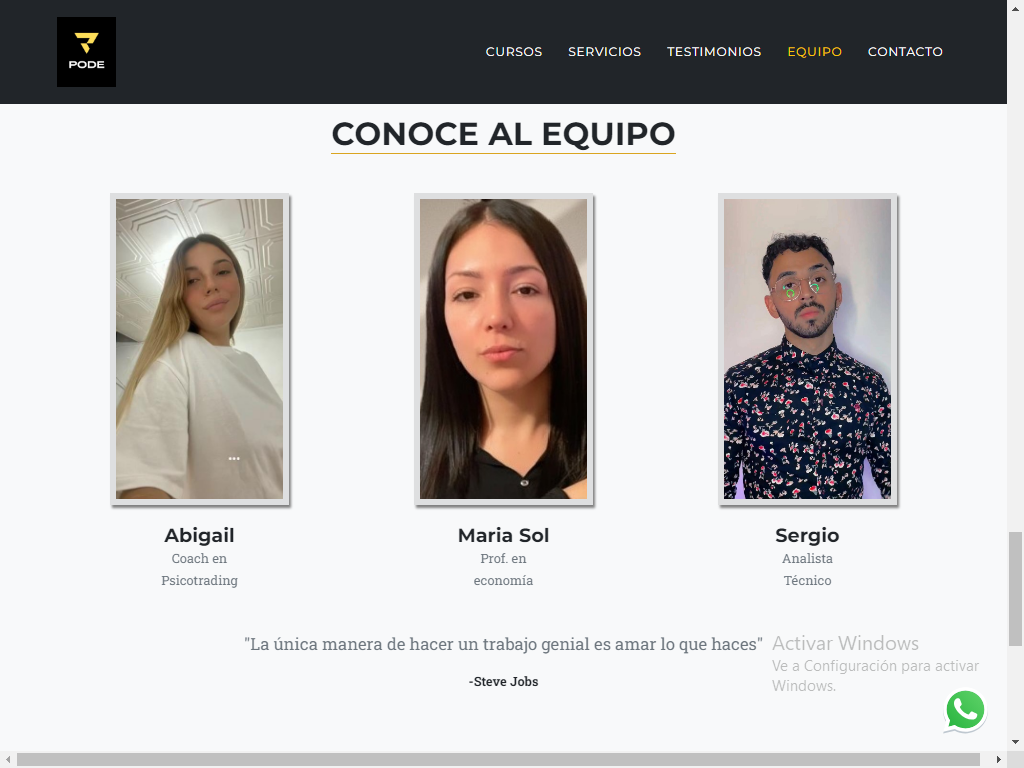 PODE
CURSOS SERVICIOS TESTIMONIOS EQUIPO CONTACTO
CONOCE AL EQUIPO
Abigail
Coach en
Psicotrading
Maria Sol
Prof. en
economía
Sergio
Analista
Técnico
"La única manera de hacer un trabajo genial es amar lo que haces"
-Steve Jobs
Activar Windows
Ve a Configuración para activar
Windows.